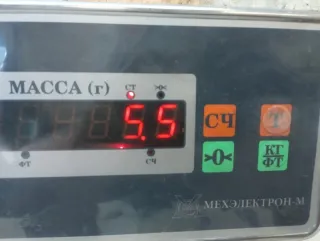 МАССА (г)
СТ >0<
5.5
СЧ Т
ФТ СЧ
>0< КГ
ФТ
МЕХЭЛЕКТРОН-М